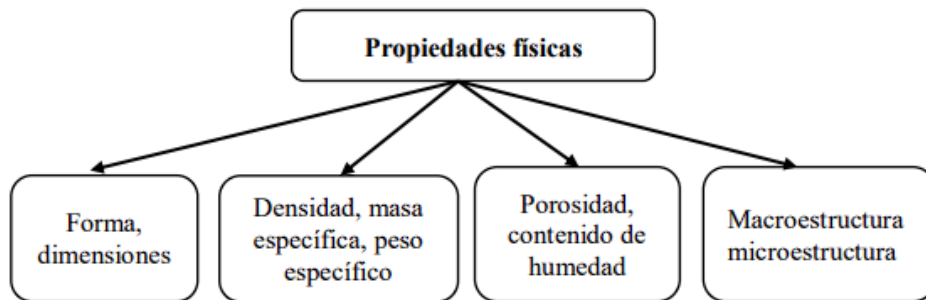 Propiedades físicas
Forma,
dimensiones
Densidad, masa
específica, peso
específico
Porosidad,
contenido de
humedad
Macroestructura
microestructura